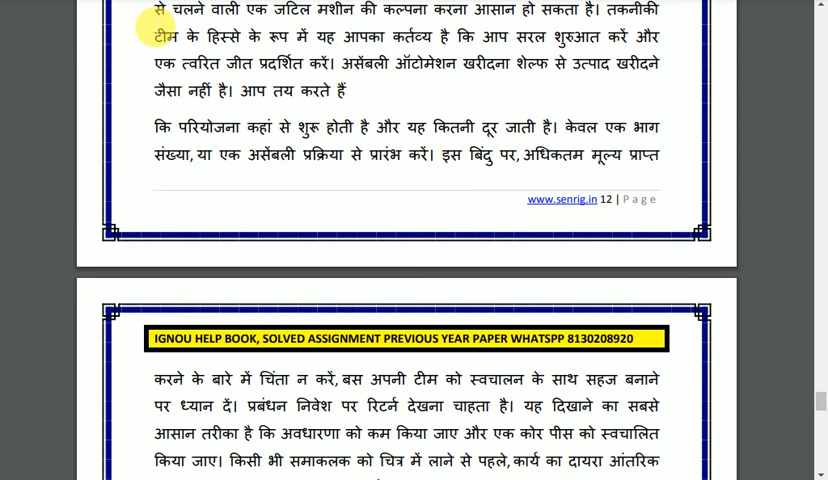 से चलने वाली एक जटिल मशीन की कल्पना करना आसान हो सकता है। तकनीकी
टीम के हिस्से के रूप में यह आपका कर्तव्य है कि आप सरल शुरुआत करें और
एक त्वरित जीत प्रदर्शित करें। असेंबली ऑटोमेशन खरीदना शेल्फ से उत्पाद खरीदने
जैसा नहीं है। आप तय करते हैं
कि परियोजना कहां से शुरू होती है और यह कितनी दूर जाती है। केवल एक भाग
संख्या, या एक असेंबली प्रक्रिया से प्रारंभ करें। इस बिंदु पर, अधिकतम मूल्य प्राप्त
www.senrig.in 12 | P a g e
IGNOU HELP BOOK, SOLVED ASSIGNMENT PREVIOUS YEAR PAPER WHATSPP 8130208920
करने के बारे में चिंता न करें, बस अपनी टीम को स्वचालन के साथ सहज बनाने
पर ध्यान दें। प्रबंधन निवेश पर रिटर्न देखना चाहता है। यह दिखाने का सबसे
आसान तरीका है कि अवधारणा को कम किया जाए और एक कोर पीस को स्वचालित
किया जाए। किसी भी समाकलक को चित्र में लाने से पहले, कार्य का दायरा आंतरिक